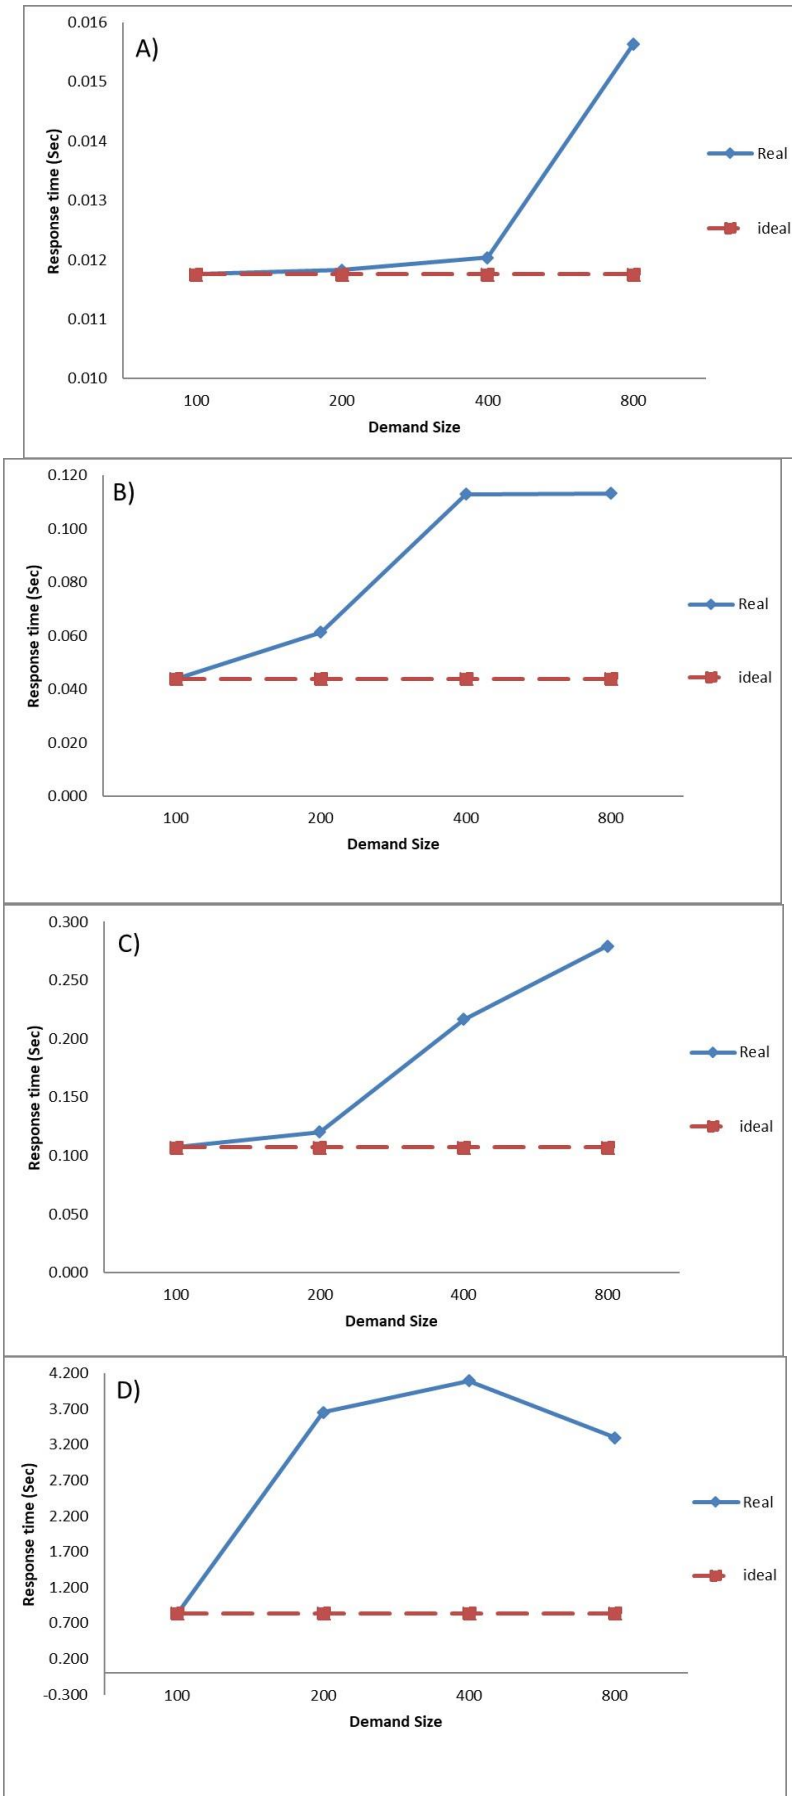 A)
0.016
0.015
0.014
0.013
0.012
0.011
0.010
Response time (Sec)
100 200 400 800
Demand Size
Real
ideal
B)
0.120
0.100
0.080
0.060
0.040
0.020
0.000
Response time (Sec)
100 200 400 800
Demand Size
Real
ideal
C)
0.300
0.250
0.200
0.150
0.100
0.050
0.000
Response time (Sec)
100 200 400 800
Demand Size
Real
ideal
D)
4.200
3.700
3.200
2.700
2.200
1.700
1.200
0.700
0.200
-0.300
Response time (Sec)
100 200 400 800
Demand Size
Real
ideal